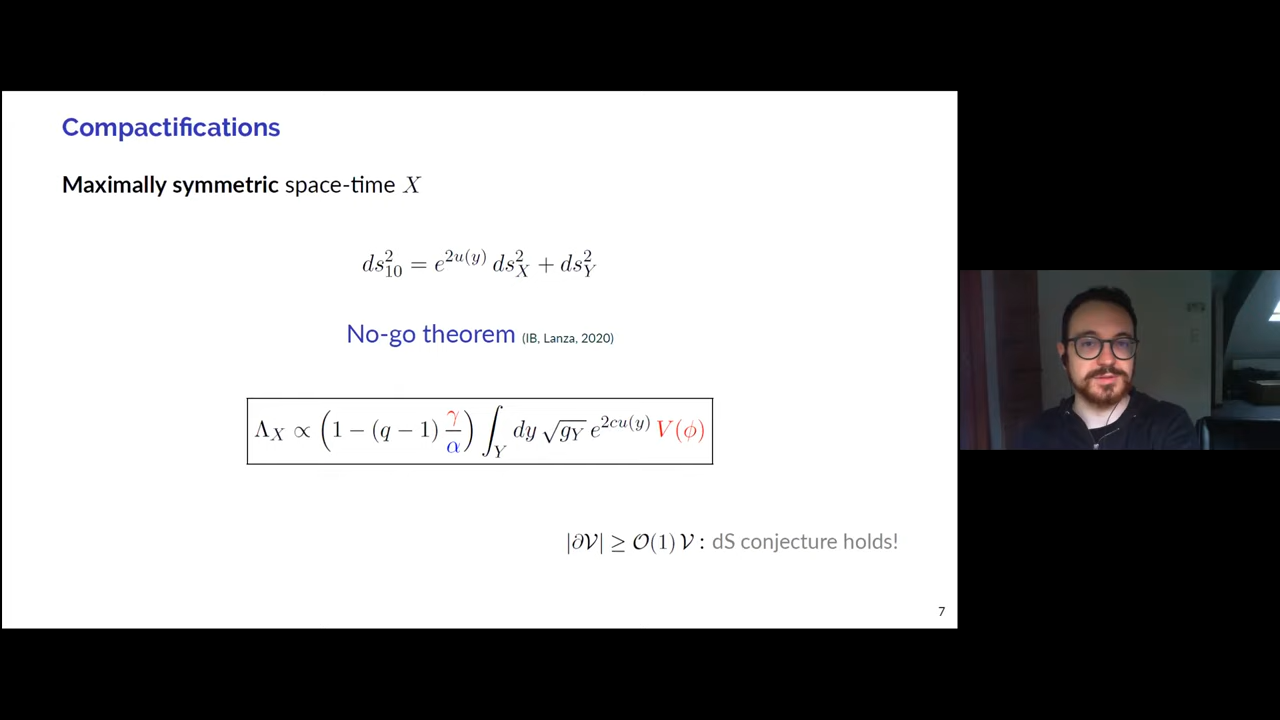 Compactifications
Maximally symmetric space-time X
ds²₁₀ = e^{2u(y)} ds²_X + ds²_Y
No-go theorem (IB, Lanza, 2020)
Λ_X ∝ (1 − (q − 1) γ/α) ∫_Y dy √g_Y e^{2cu(y)} V(ϕ)
|∂𝒱| ≥ 𝒪(1) 𝒱 : dS conjecture holds!
7